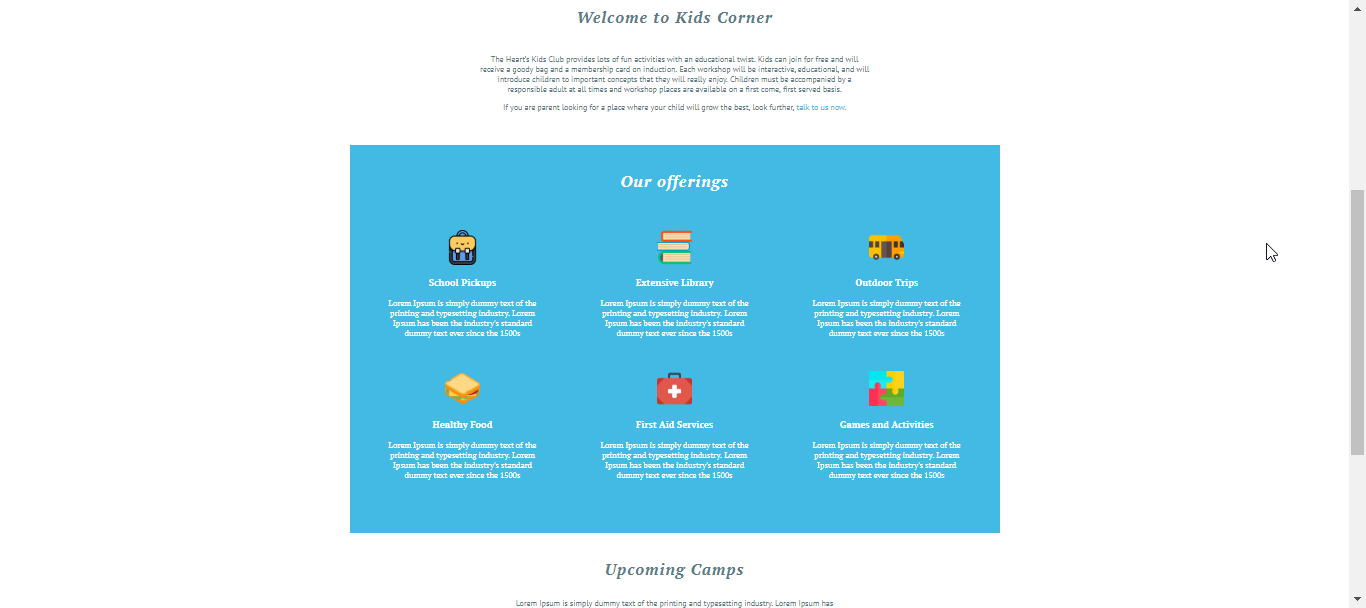 Welcome to Kids Corner
The Heart's Kids Club provides lots of fun activities with an educational twist. Kids can join for free and will
receive a goody bag and a membership card on induction. Each workshop will be interactive, educational, and will
introduce children to important concepts that they will really enjoy. Children must be accompanied by a
responsible adult at all times and workshop places are available on a first come, first served basis.
If you are parent looking for a place where your child will grow the best, look further, talk to us now.
Our offerings
School Pickups
Lorem Ipsum is simply dummy text of the
printing and typesetting industry. Lorem
Ipsum has been the industry's standard
dummy text ever since the 1500s
Extensive Library
Lorem Ipsum is simply dummy text of the
printing and typesetting industry. Lorem
Ipsum has been the industry's standard
dummy text ever since the 1500s
Outdoor Trips
Lorem Ipsum is simply dummy text of the
printing and typesetting industry. Lorem
Ipsum has been the industry's standard
dummy text ever since the 1500s
Healthy Food
Lorem Ipsum is simply dummy text of the
printing and typesetting industry. Lorem
Ipsum has been the industry's standard
dummy text ever since the 1500s
First Aid Services
Lorem Ipsum is simply dummy text of the
printing and typesetting industry. Lorem
Ipsum has been the industry's standard
dummy text ever since the 1500s
Games and Activities
Lorem Ipsum is simply dummy text of the
printing and typesetting industry. Lorem
Ipsum has been the industry's standard
dummy text ever since the 1500s
Upcoming Camps
Lorem Ipsum is simply dummy text of the printing and typesetting industry. Lorem Ipsum has